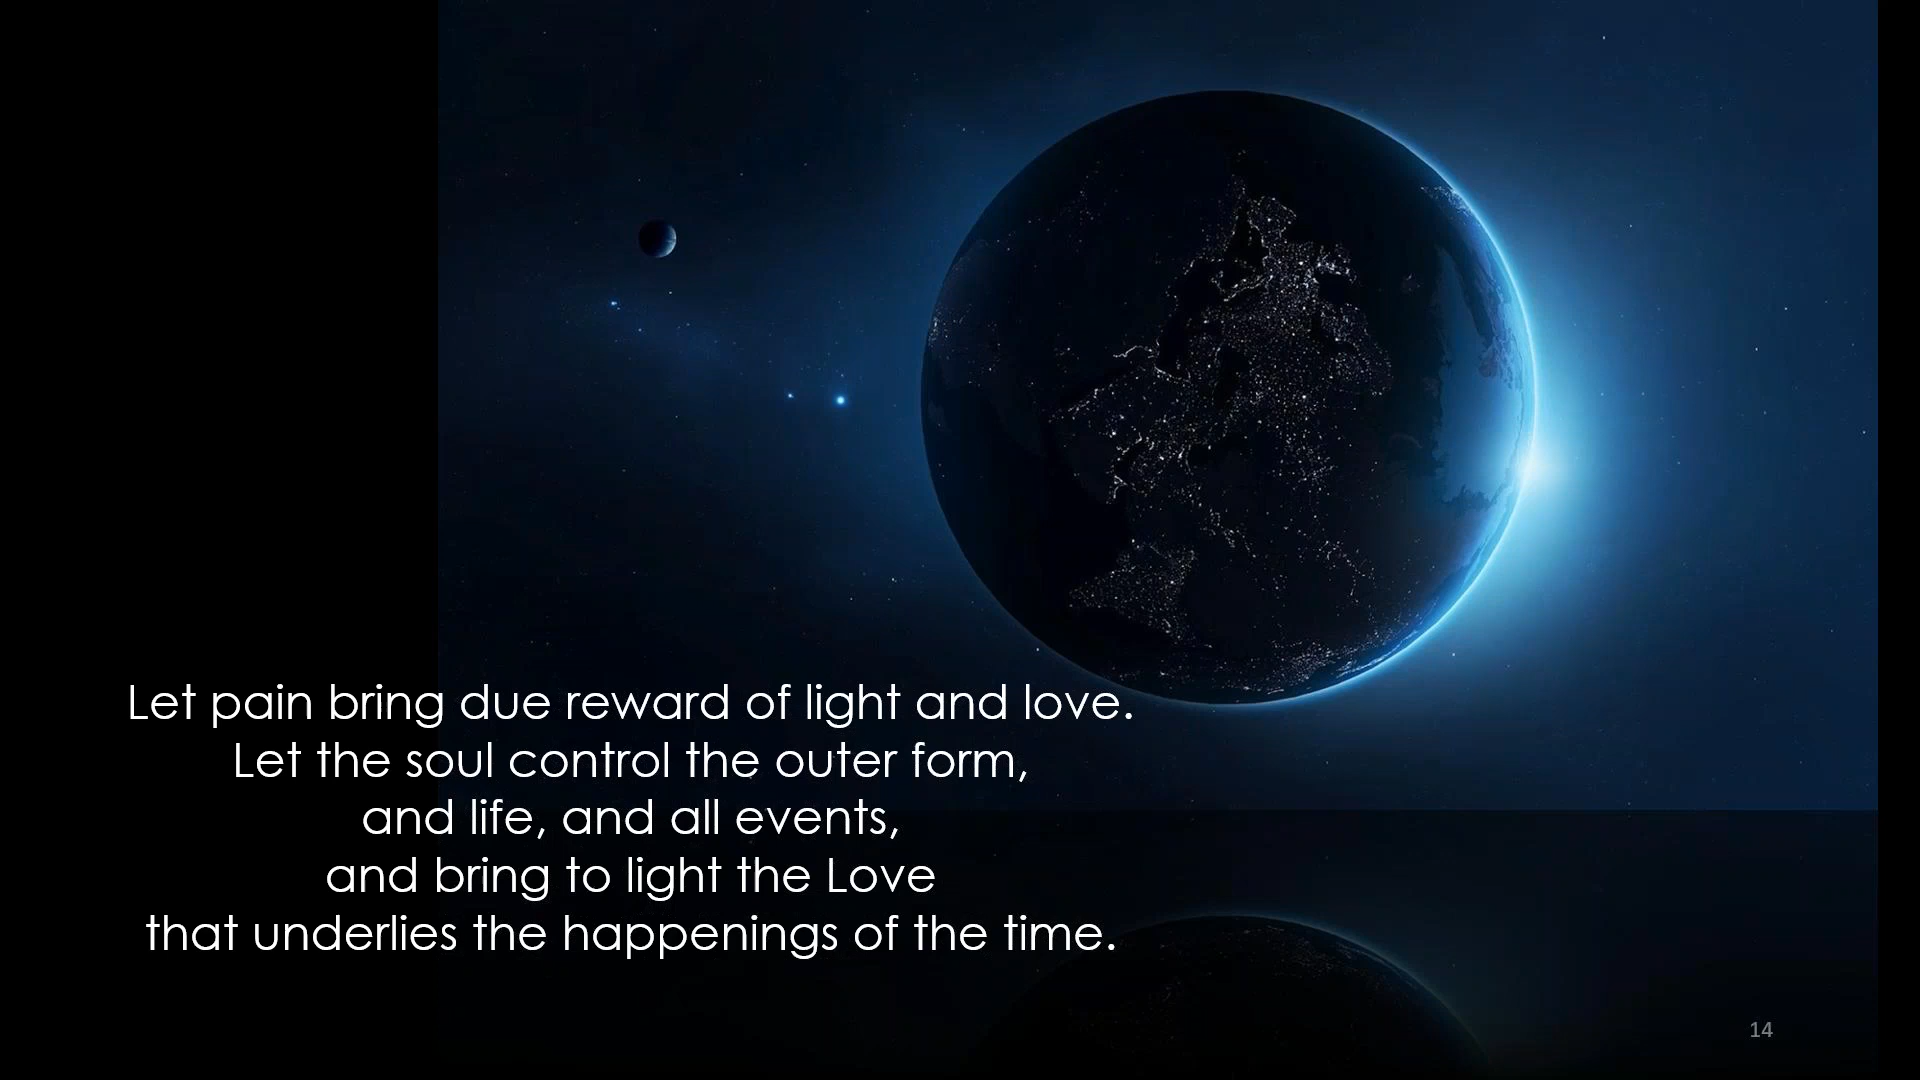 Let pain bring due reward of light and love.
Let the soul control the outer form,
and life, and all events,
and bring to light the Love
that underlies the happenings of the time.
14